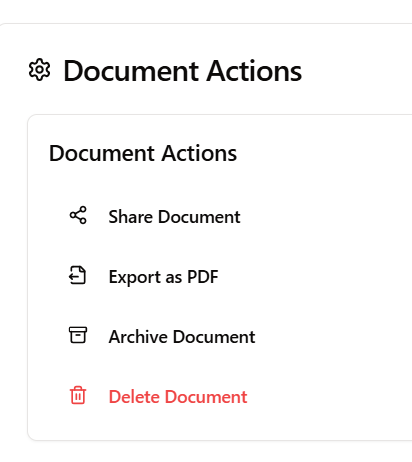 Document Actions
Document Actions
Share Document
Export as PDF
Archive Document
Delete Document